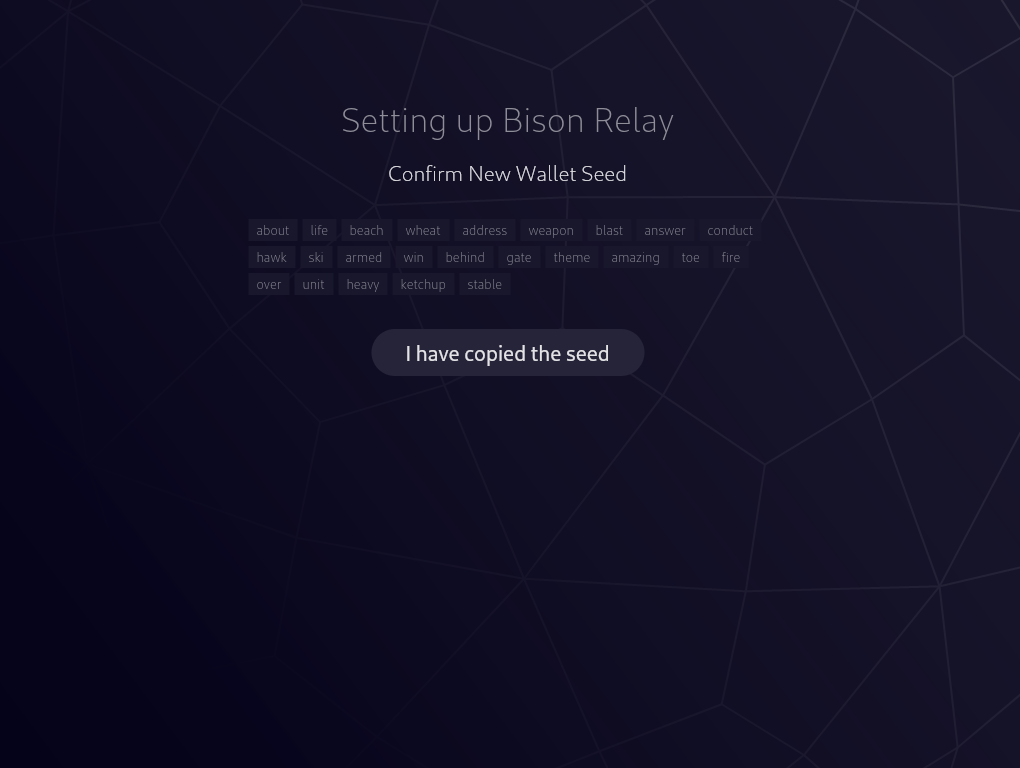 Setting up Bison Relay
Confirm New Wallet Seed
about life beach wheat address weapon blast answer conduct
hawk ski armed win behind gate theme amazing toe fire
over unit heavy ketchup stable
I have copied the seed